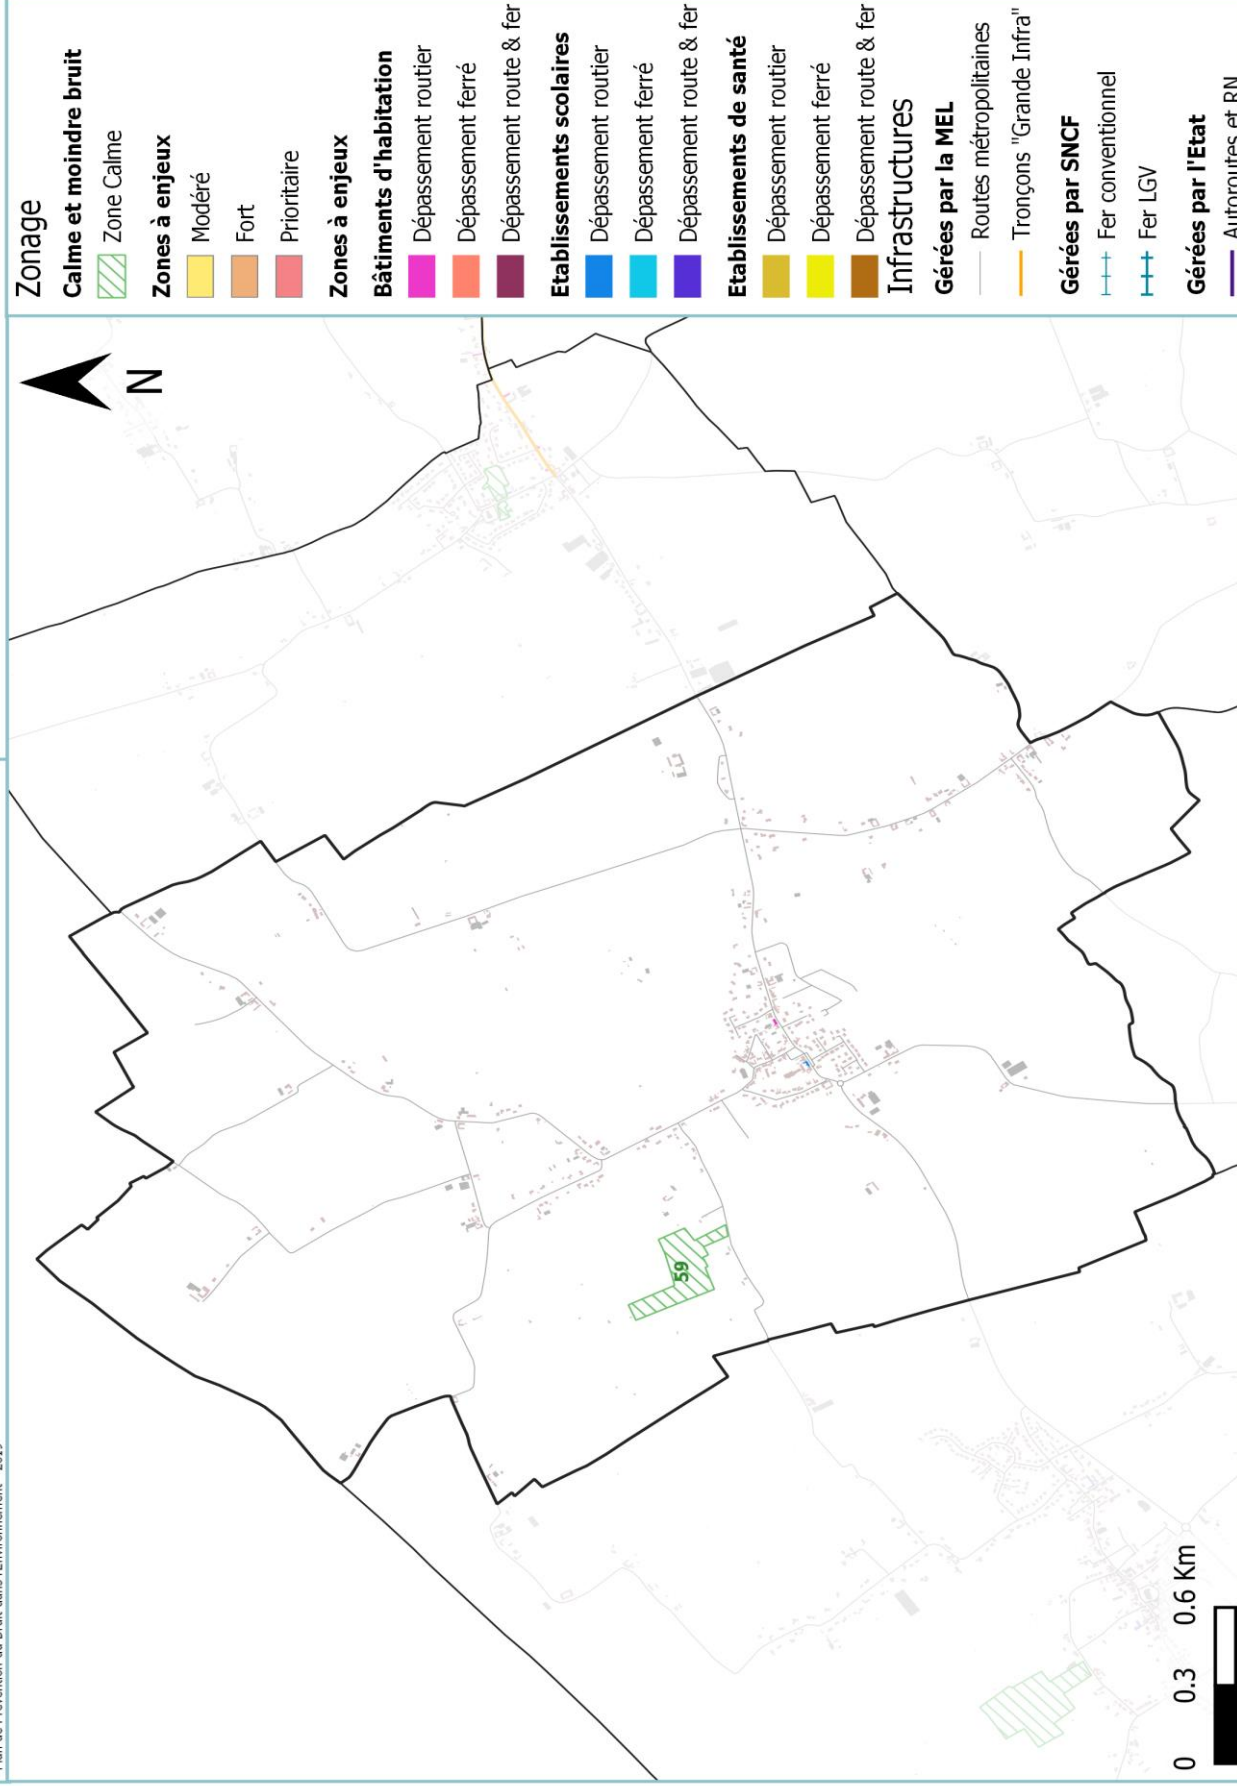 Zonage
Calme et moindre bruit
Zone Calme
Zones à enjeux
Modéré
Fort
Prioritaire
Zones à enjeux
Bâtiments d'habitation
Dépassement routier
Dépassement ferré
Dépassement route & fer
Etablissements scolaires
Dépassement routier
Dépassement ferré
Dépassement route & fer
Etablissements de santé
Dépassement routier
Dépassement ferré
Dépassement route & fer
Infrastructures
Gérées par la MEL
Routes métropolitaines
Tronçons "Grande Infra"
Gérées par SNCF
Fer conventionnel
Fer LGV
Gérées par l'Etat
Autoroutes et RN
N
59
0 0.3 0.6 Km